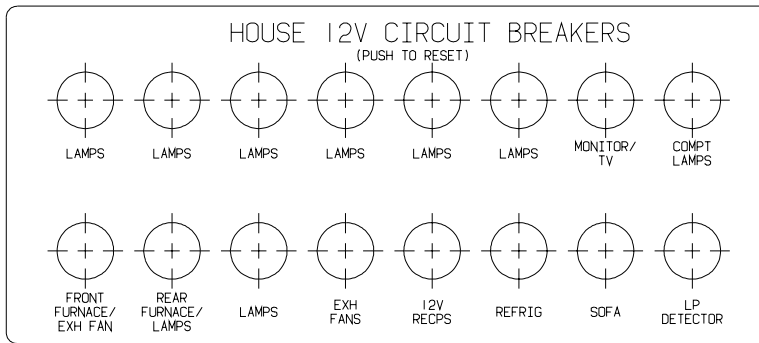 HOUSE 12V CIRCUIT BREAKERS
(PUSH TO RESET)
LAMPS LAMPS LAMPS LAMPS LAMPS LAMPS MONITOR/ COMPT
TV LAMPS
FRONT REAR LAMPS EXH 12V REFRIG SOFA LP
FURNACE/ FURNACE/ FANS RECPS DETECTOR
EXH FAN LAMPS